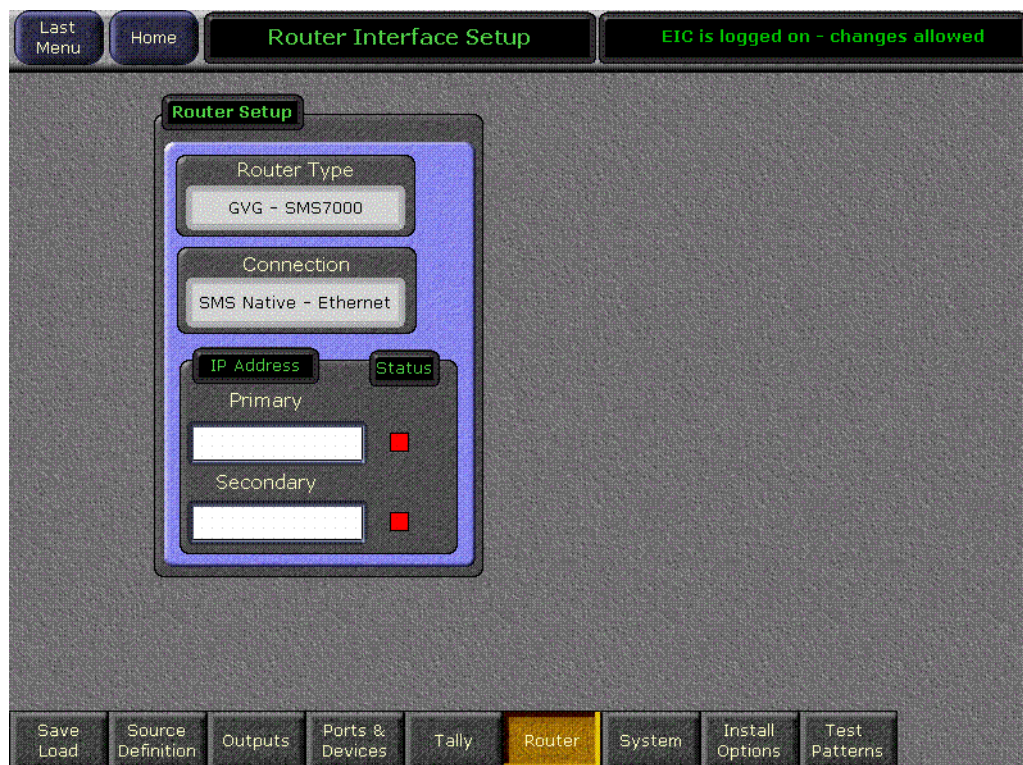 Last
Menu
Home
Router Interface Setup
EIC is logged on - changes allowed
Router Setup
Router Type
GVG - SMS7000
Connection
SMS Native - Ethernet
IP Address
Status
Primary
Secondary
Save
Load
Source
Definition
Outputs
Ports &
Devices
Tally
Router
System
Install
Options
Test
Patterns